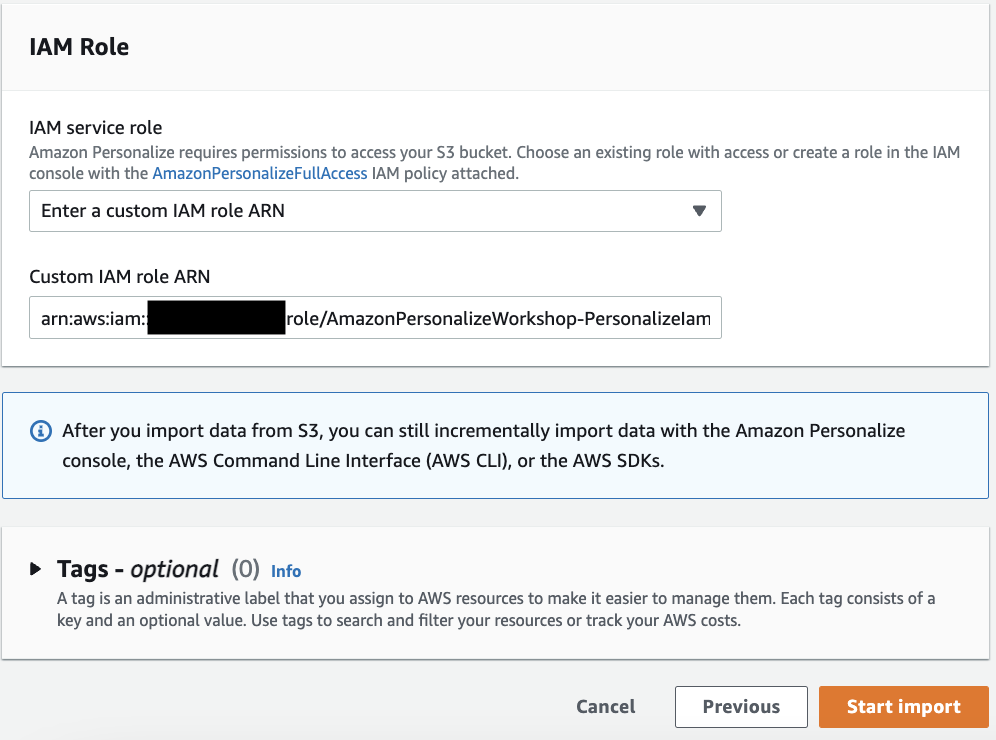 IAM Role
IAM service role
Amazon Personalize requires permissions to access your S3 bucket. Choose an existing role with access or create a role in the IAM
console with the AmazonPersonalizeFullAccess IAM policy attached.
Enter a custom IAM role ARN
Custom IAM role ARN
arn:aws:iam: role/AmazonPersonalizeWorkshop-PersonalizeIam
After you import data from S3, you can still incrementally import data with the Amazon Personalize
console, the AWS Command Line Interface (AWS CLI), or the AWS SDKs.
Tags - optional (0) Info
A tag is an administrative label that you assign to AWS resources to make it easier to manage them. Each tag consists of a
key and an optional value. Use tags to search and filter your resources or track your AWS costs.
Cancel Previous Start import